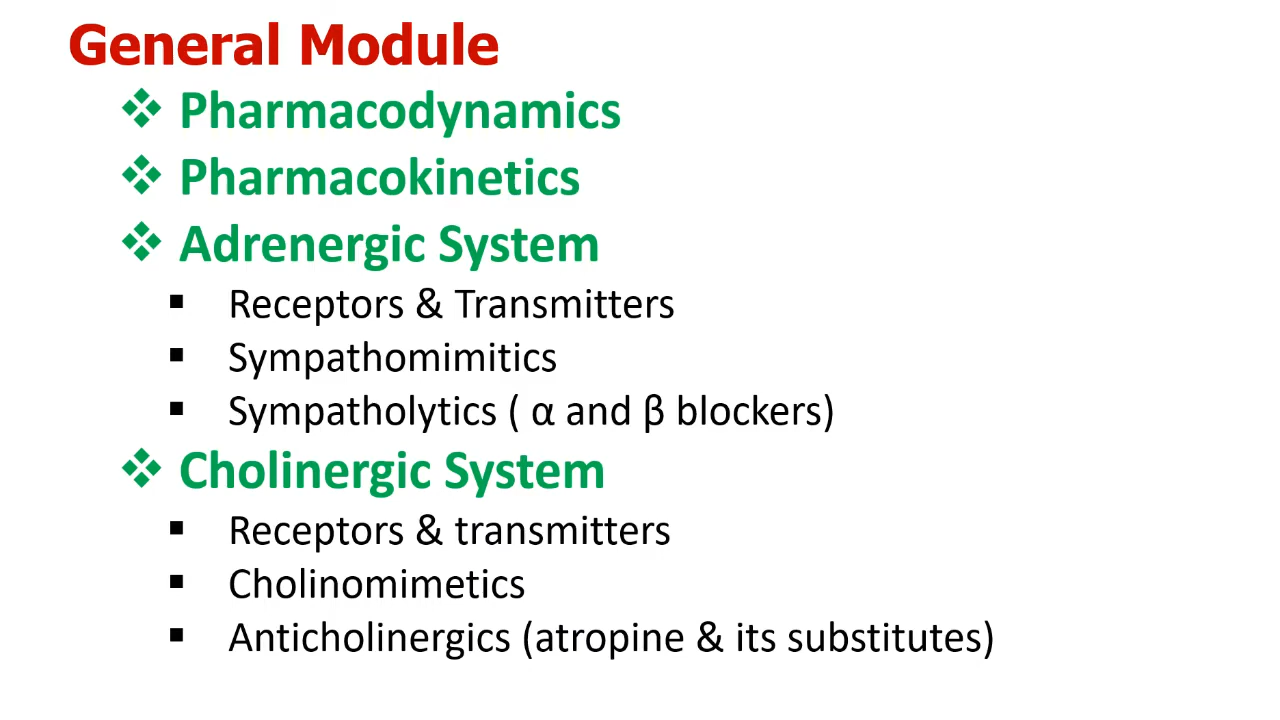 General Module
❖ Pharmacodynamics
❖ Pharmacokinetics
❖ Adrenergic System
▪ Receptors & Transmitters
▪ Sympathomimitics
▪ Sympatholytics ( α and β blockers)
❖ Cholinergic System
▪ Receptors & transmitters
▪ Cholinomimetics
▪ Anticholinergics (atropine & its substitutes)